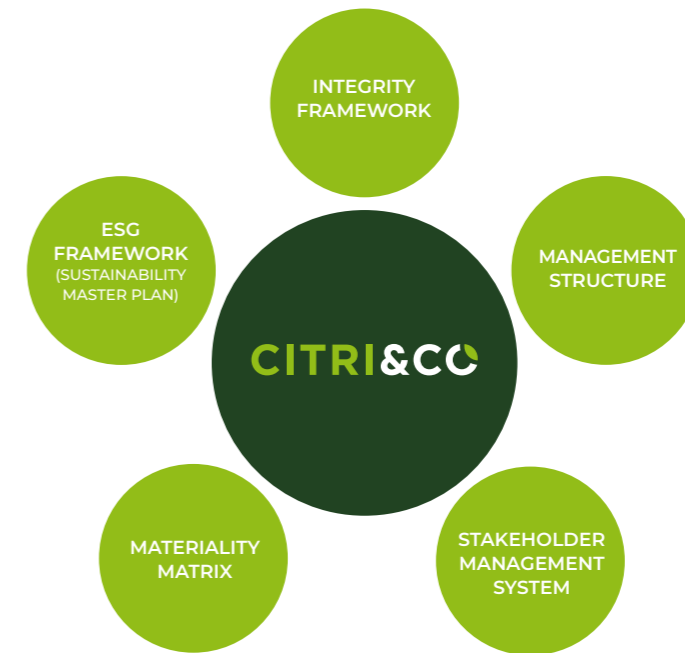 INTEGRITY
FRAMEWORK
ESG
FRAMEWORK
(SUSTAINABILITY
MASTER PLAN)
MANAGEMENT
STRUCTURE
CITRI&CO
MATERIALITY
MATRIX
STAKEHOLDER
MANAGEMENT
SYSTEM